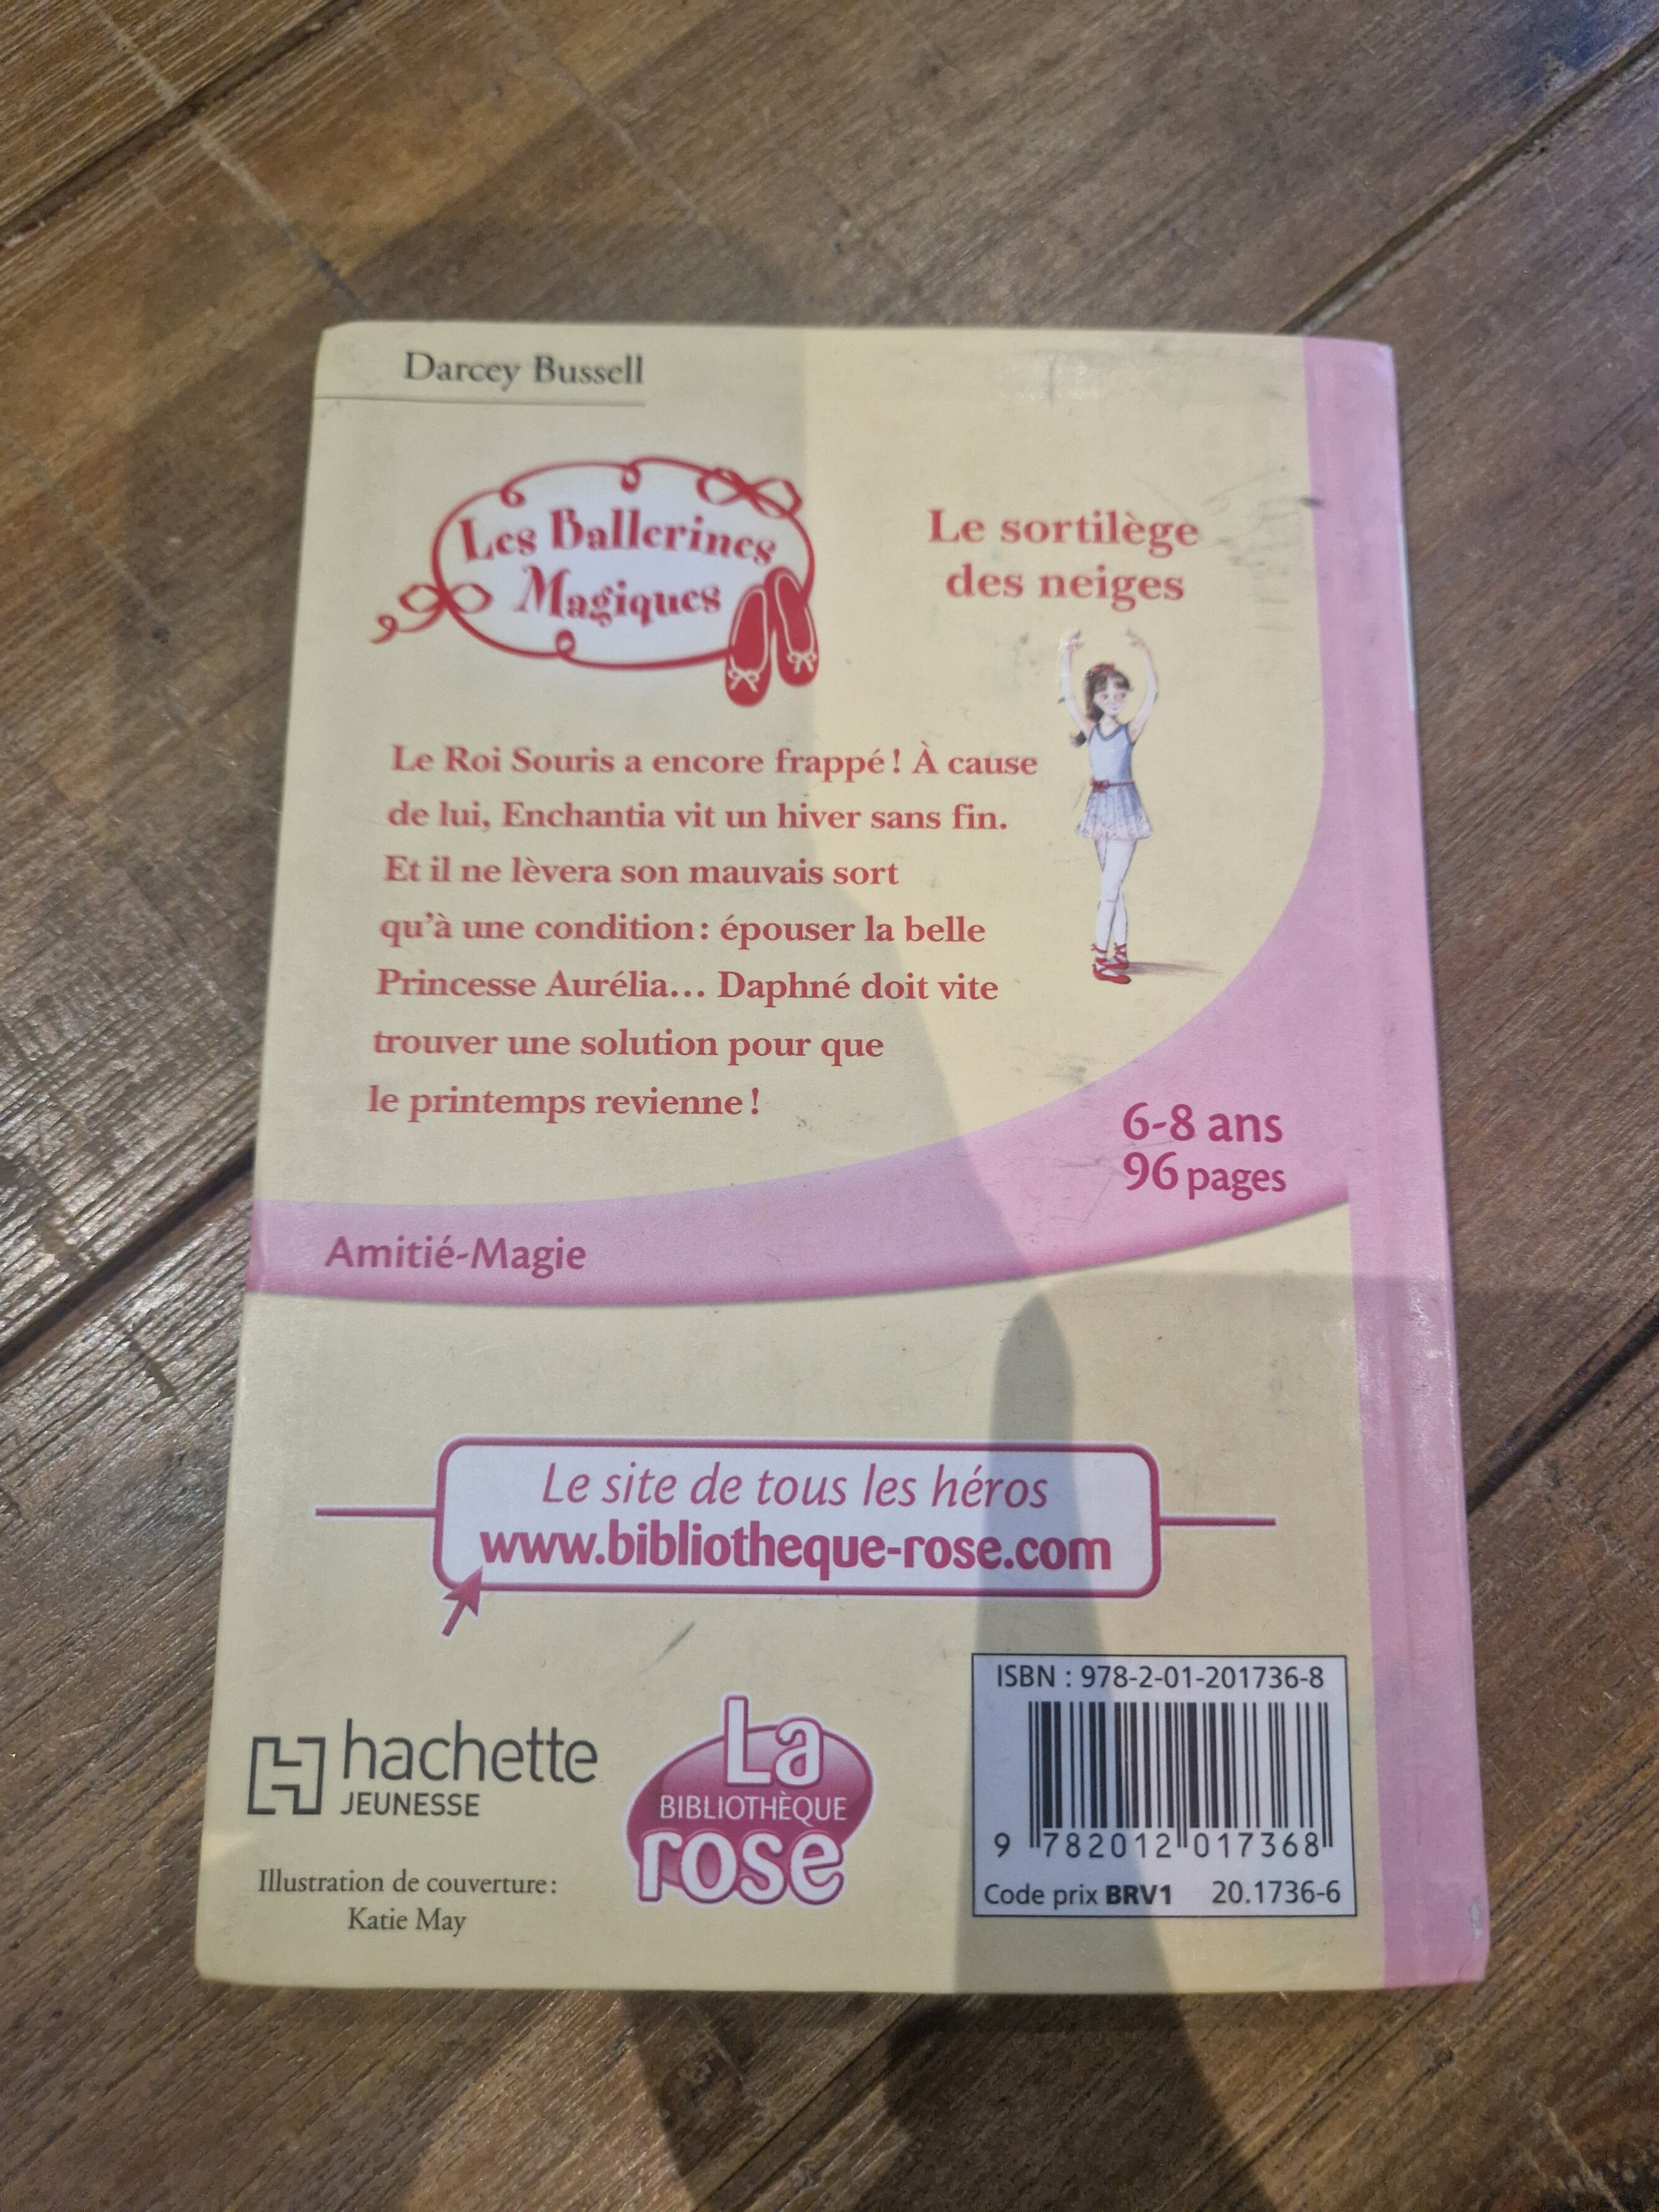 Darcey Bussell
Les Ballerines
Magiques
Le sortilège
des neiges
Le Roi Souris a encore frappé ! À cause
de lui, Enchantia vit un hiver sans fin.
Et il ne lèvera son mauvais sort
qu'à une condition : épouser la belle
Princesse Aurélia... Daphné doit vite
trouver une solution pour que
le printemps revienne !
6-8 ans
96 pages
Amitié-Magie
Le site de tous les héros
www.bibliotheque-rose.com
hachette
JEUNESSE
Illustration de couverture :
Katie May
La
BIBLIOTHÈQUE
rose
ISBN : 978-2-01-201736-8
9 782012 017368
Code prix BRV1 20.1736-6